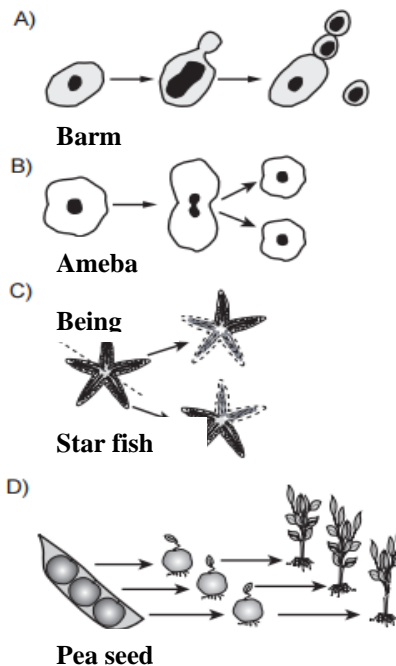 A)
Barm
B)
Ameba
C)
Being
Star fish
D)
Pea seed